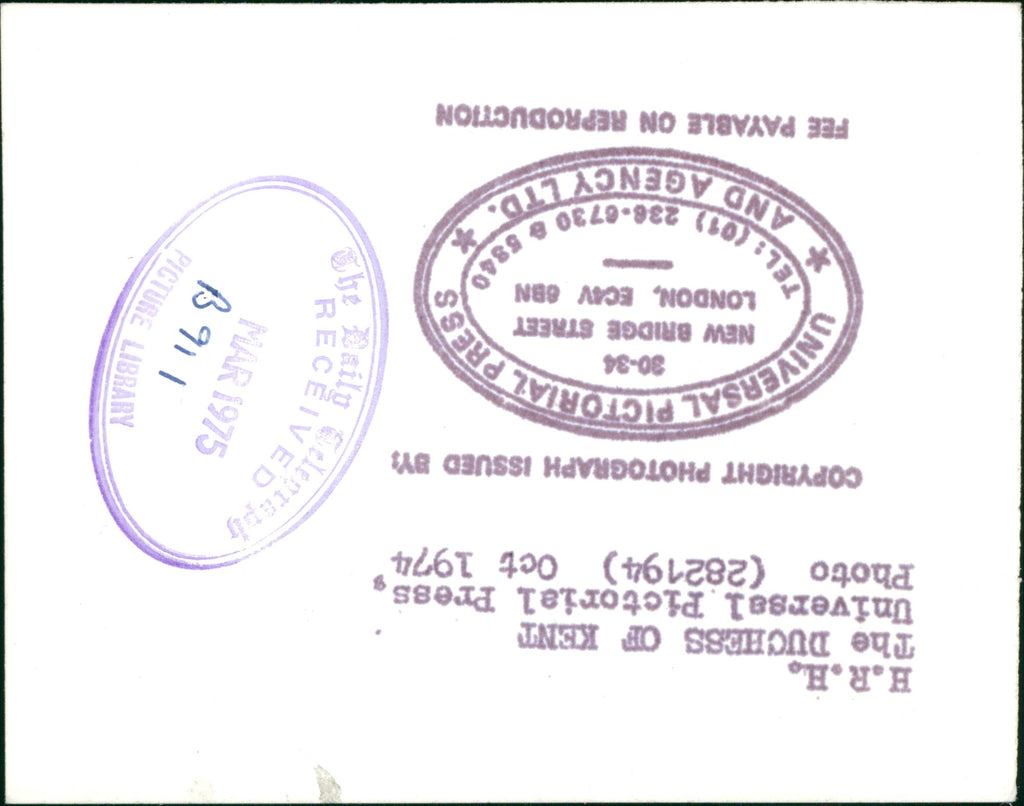 H.R.H.
The DUCHESS OF KENT
Universal Pictorial Press,
Photo (282194) Oct 1974
COPYRIGHT PHOTOGRAPH ISSUED BY:
UNIVERSAL PICTORIAL PRESS
* AND AGENCY LTD. *
30-34
NEW BRIDGE STREET
LONDON, EC4V 6BN
TEL: (01) 236-6730 & 5840
FEE PAYABLE ON REPRODUCTION
The Daily Telegraph
RECEIVED
MAR 1975
B 911
PICTURE LIBRARY